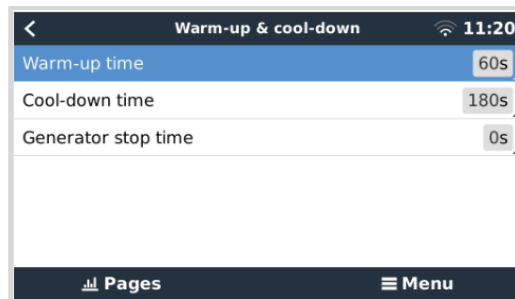 Warm-up & cool-down 11:20
Warm-up time 60s
Cool-down time 180s
Generator stop time 0s
Pages Menu